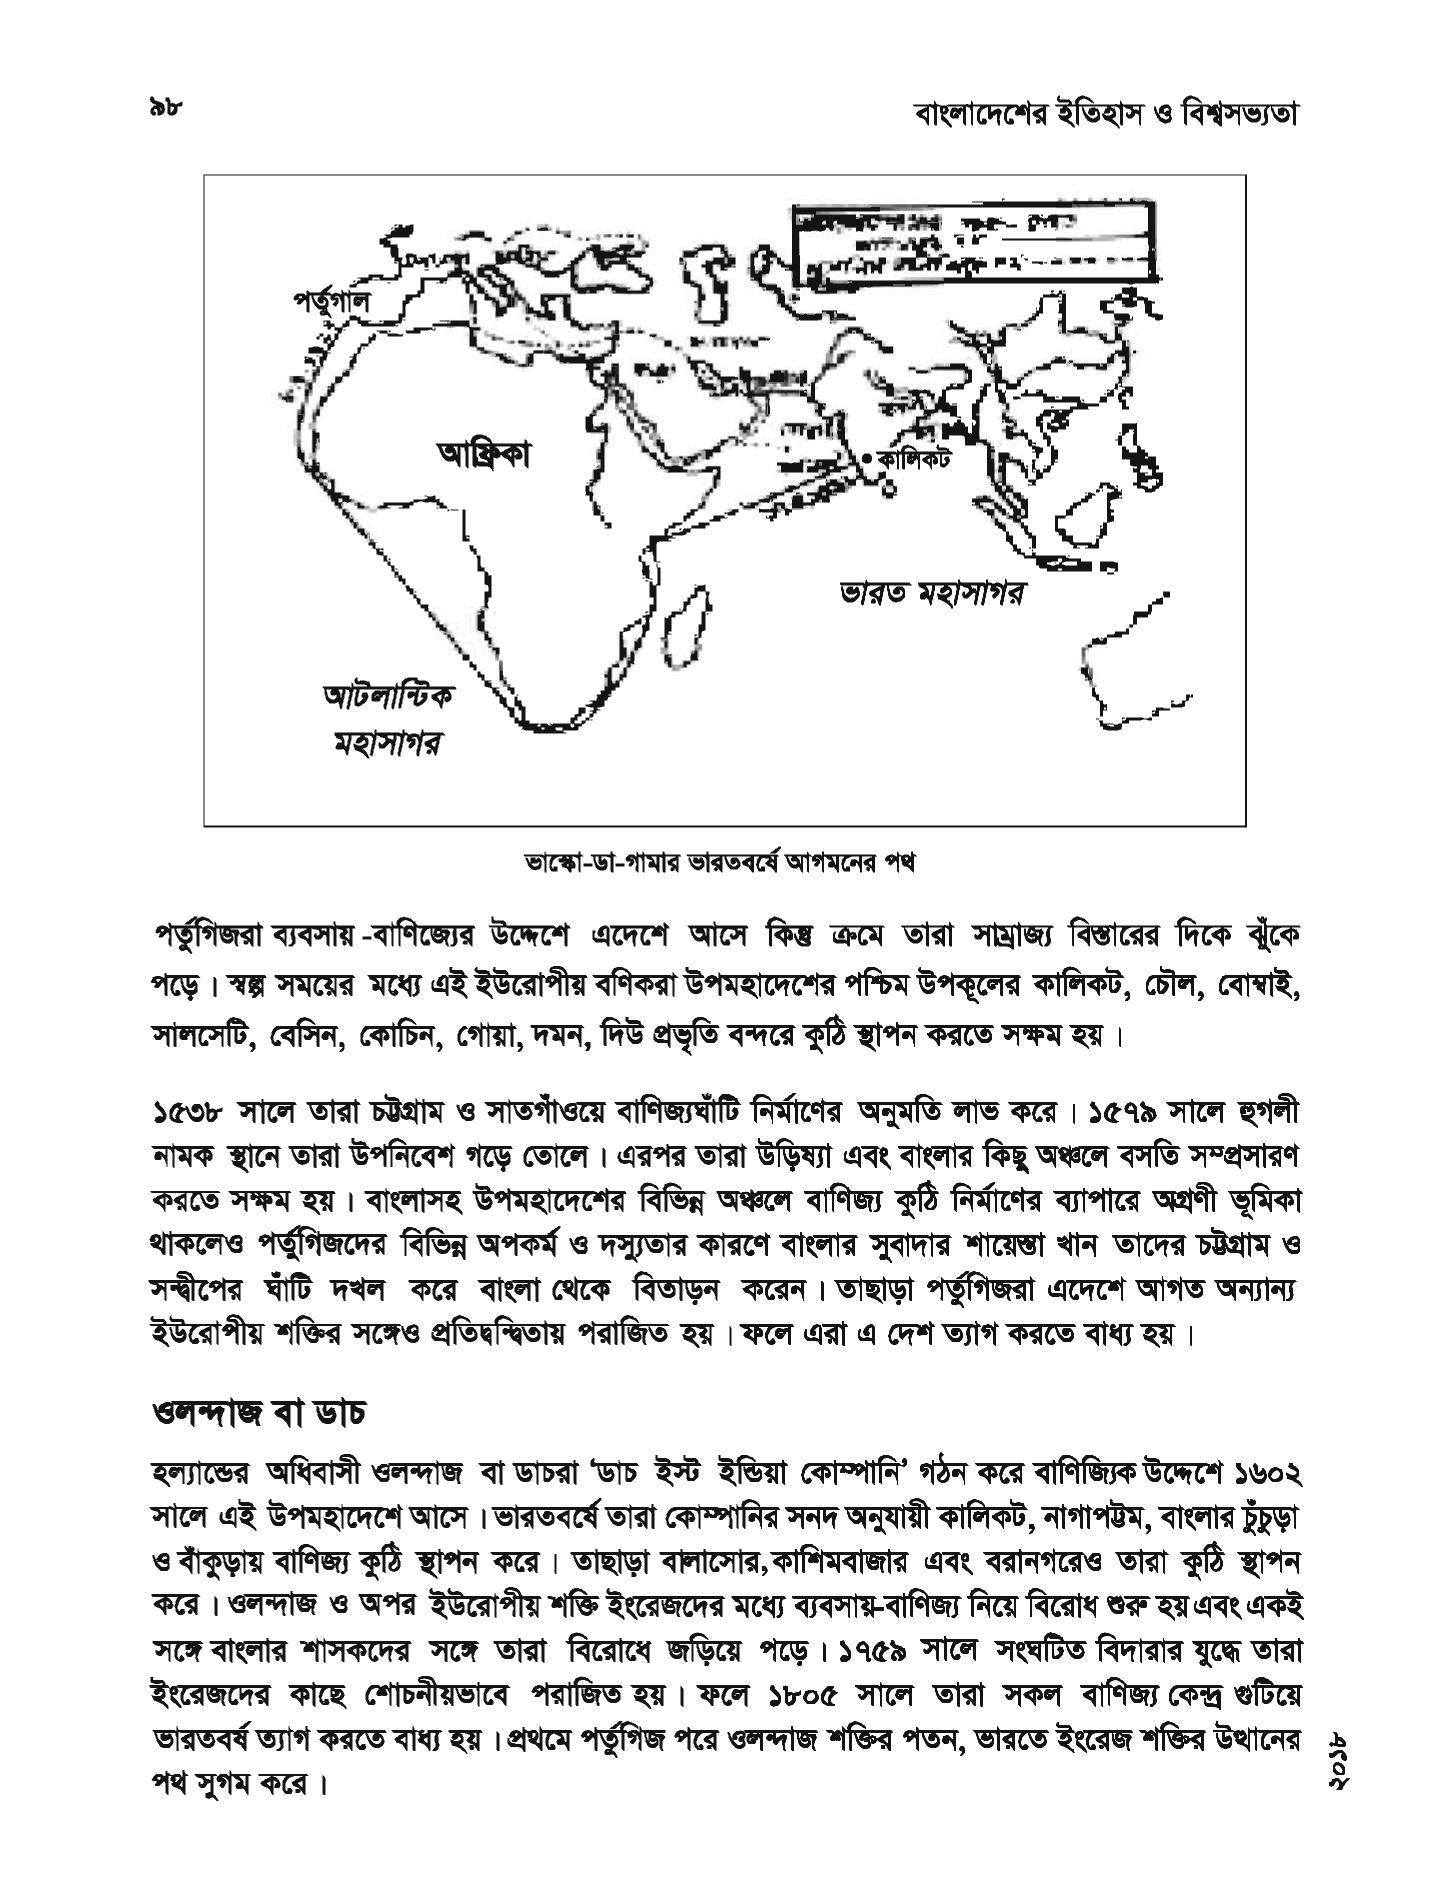 ৯৮
বাংলাদেশের ইতিহাস ও বিশ্বসভ্যতা
পর্তুগাল
আফ্রিকা
কালিকট
ভারত মহাসাগর
আটলান্টিক
মহাসাগর
ভাস্কো-ডা-গামার ভারতবর্ষে আগমনের পথ
পর্তুগিজরা ব্যবসায় -বাণিজ্যের উদ্দেশে এদেশে আসে কিন্তু ক্রমে তারা সাম্রাজ্য বিস্তারের দিকে ঝুঁকে
পড়ে । স্বল্প সময়ের মধ্যে এই ইউরোপীয় বণিকরা উপমহাদেশের পশ্চিম উপকূলের কালিকট, চৌল, বোম্বাই,
সালসেটি, বেসিন, কোচিন, গোয়া, দমন, দিউ প্রভৃতি বন্দরে কুঠি স্থাপন করতে সক্ষম হয় ।
১৫৩৮ সালে তারা চট্টগ্রাম ও সাতগাঁওয়ে বাণিজ্যঘাঁটি নির্মাণের অনুমতি লাভ করে । ১৫৭৯ সালে হুগলী
নামক স্থানে তারা উপনিবেশ গড়ে তোলে । এরপর তারা উড়িষ্যা এবং বাংলার কিছু অঞ্চলে বসতি সম্প্রসারণ
করতে সক্ষম হয় । বাংলাসহ উপমহাদেশের বিভিন্ন অঞ্চলে বাণিজ্য কুঠি নির্মাণের ব্যাপারে অগ্রণী ভূমিকা
থাকলেও পর্তুগিজদের বিভিন্ন অপকর্ম ও দস্যুতার কারণে বাংলার সুবাদার শায়েস্তা খান তাদের চট্টগ্রাম ও
সন্দ্বীপের ঘাঁটি দখল করে বাংলা থেকে বিতাড়ন করেন । তাছাড়া পর্তুগিজরা এদেশে আগত অন্যান্য
ইউরোপীয় শক্তির সঙ্গেও প্রতিদ্বন্দ্বিতায় পরাজিত হয় । ফলে এরা এ দেশ ত্যাগ করতে বাধ্য হয় ।
ওলন্দাজ বা ডাচ
হল্যান্ডের অধিবাসী ওলন্দাজ বা ডাচরা ‘ডাচ ইস্ট ইন্ডিয়া কোম্পানি’ গঠন করে বাণিজ্যিক উদ্দেশে ১৬০২
সালে এই উপমহাদেশে আসে । ভারতবর্ষে তারা কোম্পানির সনদ অনুযায়ী কালিকট, নাগাপট্টম, বাংলার চুঁচুড়া
ও বাঁকুড়ায় বাণিজ্য কুঠি স্থাপন করে । তাছাড়া বালাসোর, কাশিমবাজার এবং বরানগরেও তারা কুঠি স্থাপন
করে । ওলন্দাজ ও অপর ইউরোপীয় শক্তি ইংরেজদের মধ্যে ব্যবসায়-বাণিজ্য নিয়ে বিরোধ শুরু হয় এবং একই
সঙ্গে বাংলার শাসকদের সঙ্গে তারা বিরোধে জড়িয়ে পড়ে । ১৭৫৯ সালে সংঘটিত বিদারার যুদ্ধে তারা
ইংরেজদের কাছে শোচনীয়ভাবে পরাজিত হয় । ফলে ১৮০৫ সালে তারা সকল বাণিজ্য কেন্দ্র গুটিয়ে
ভারতবর্ষ ত্যাগ করতে বাধ্য হয় । প্রথমে পর্তুগিজ পরে ওলন্দাজ শক্তির পতন, ভারতে ইংরেজ শক্তির উত্থানের
পথ সুগম করে ।
২০১৮